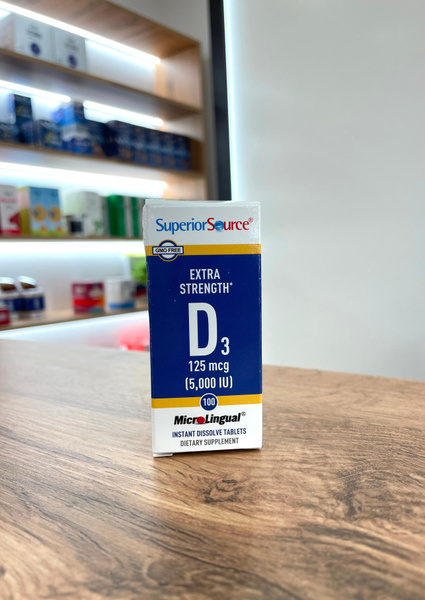 SuperiorSource®
GMO FREE
EXTRA
STRENGTH*
D3
125 mcg
(5,000 IU)
100
MicroLingual®
INSTANT DISSOLVE TABLETS
DIETARY SUPPLEMENT